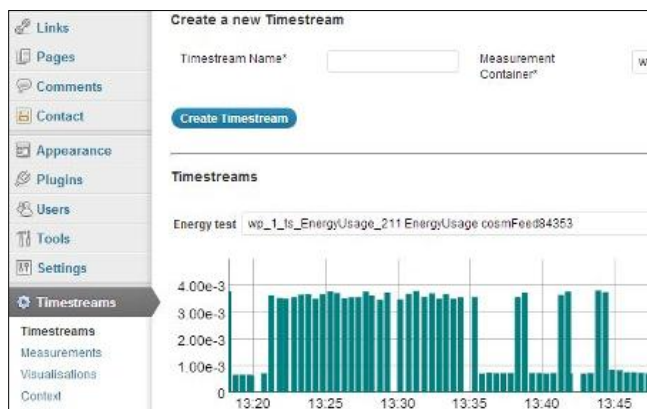 Links
Pages
Comments
Contact
Appearance
Plugins
Users
Tools
Settings
Timestreams
Timestreams
Measurements
Visualisations
Context
Create a new Timestream
Timestream Name*
Measurement
Container*
Create Timestream
Timestreams
Energy test wp_1_ts_EnergyUsage_211 EnergyUsage cosmFeed84353
4.00e-3
3.00e-3
2.00e-3
1.00e-3
0
13:20 13:25 13:30 13:35 13:40 13:45